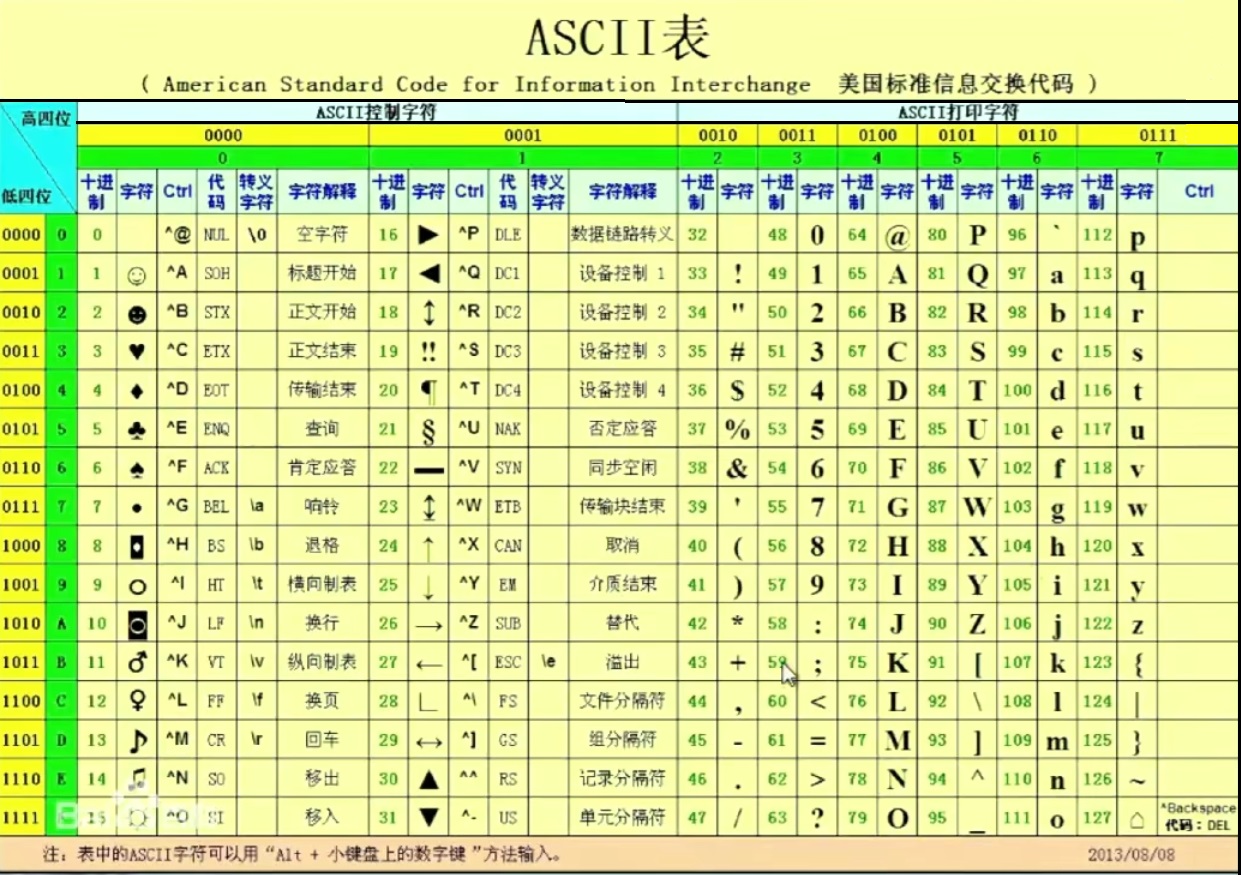 ASCII表
( American Standard Code for Information Interchange 美国标准信息交换代码 )
高四位 ASCII控制字符 ASCII打印字符
0000 0001 0010 0011 0100 0101 0110 0111
0 1 2 3 4 5 6 7
低四位 十进制 字符 Ctrl 代码 转义字符 字符解释 十进制 字符 Ctrl 代码 转义字符 字符解释 十进制 字符 十进制 字符 十进制 字符 十进制 字符 十进制 字符 十进制 字符 Ctrl
0000 0 0 ^@ NUL \0 空字符 16 ► ^P DLE 数据链路转义 32 48 0 64 @ 80 P 96 ` 112 p
0001 1 1 ☺ ^A SOH 标题开始 17 ◄ ^Q DC1 设备控制 1 33 ! 49 1 65 A 81 Q 97 a 113 q
0010 2 2 ☻ ^B STX 正文开始 18 ↕ ^R DC2 设备控制 2 34 " 50 2 66 B 82 R 98 b 114 r
0011 3 3 ♥ ^C ETX 正文结束 19 ‼ ^S DC3 设备控制 3 35 # 51 3 67 C 83 S 99 c 115 s
0100 4 4 ♦ ^D EOT 传输结束 20 ¶ ^T DC4 设备控制 4 36 $ 52 4 68 D 84 T 100 d 116 t
0101 5 5 ♣ ^E ENQ 查询 21 § ^U NAK 否定应答 37 % 53 5 69 E 85 U 101 e 117 u
0110 6 6 ♠ ^F ACK 肯定应答 22 ▬ ^V SYN 同步空闲 38 & 54 6 70 F 86 V 102 f 118 v
0111 7 7 • ^G BEL \a 响铃 23 ↨ ^W ETB 传输块结束 39 ' 55 7 71 G 87 W 103 g 119 w
1000 8 8 ◘ ^H BS \b 退格 24 ↑ ^X CAN 取消 40 ( 56 8 72 H 88 X 104 h 120 x
1001 9 9 ○ ^I HT \t 横向制表 25 ↓ ^Y EM 介质结束 41 ) 57 9 73 I 89 Y 105 i 121 y
1010 A 10 ◙ ^J LF \n 换行 26 → ^Z SUB 替代 42 * 58 : 74 J 90 Z 106 j 122 z
1011 B 11 ♂ ^K VT \v 纵向制表 27 ← ^[ ESC \e 溢出 43 + 59 ; 75 K 91 [ 107 k 123 {
1100 C 12 ♀ ^L FF \f 换页 28 ∟ ^\ FS 文件分隔符 44 , 60 < 76 L 92 \ 108 l 124 |
1101 D 13 ♪ ^M CR \r 回车 29 ↔ ^] GS 组分隔符 45 - 61 = 77 M 93 ] 109 m 125 }
1110 E 14 ♫ ^N SO 移出 30 ▲ ^^ RS 记录分隔符 46 . 62 > 78 N 94 ^ 110 n 126 ~
1111 F 15 ☼ ^O SI 移入 31 ▼ ^- US 单元分隔符 47 / 63 ? 79 O 95 _ 111 o 127 ⌂ ^Backspace 代码：DEL
注：表中的ASCII字符可以用“Alt + 小键盘上的数字键”方法输入。 2013/08/08